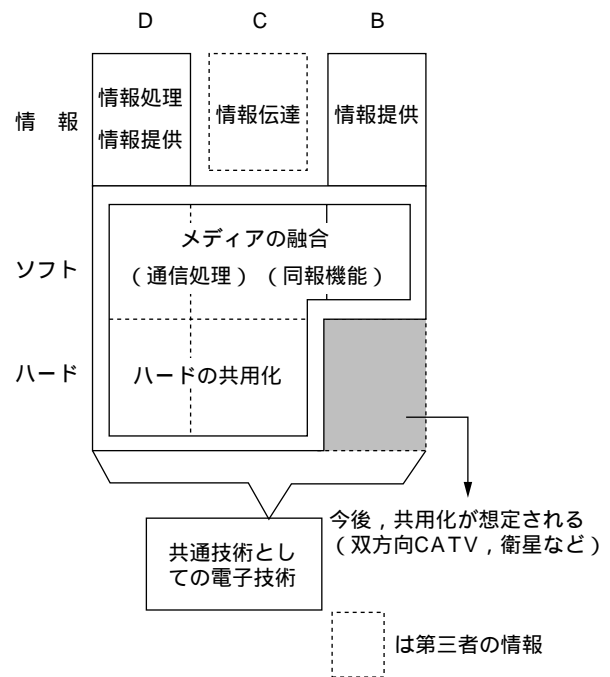 D C B
情 報
情報処理
情報提供
情報伝達
情報提供
ソフト
メディアの融合
（通信処理）（同報機能）
ハード
ハードの共用化
共通技術とし
ての電子技術
今後，共用化が想定される
（双方向CATV，衛星など）
は第三者の情報